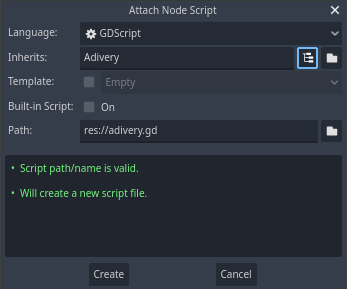 Attach Node Script
Language: GDScript
Inherits: Adivery
Template: Empty
Built-in Script: On
Path: res://adivery.gd
• Script path/name is valid.
• Will create a new script file.
Create Cancel